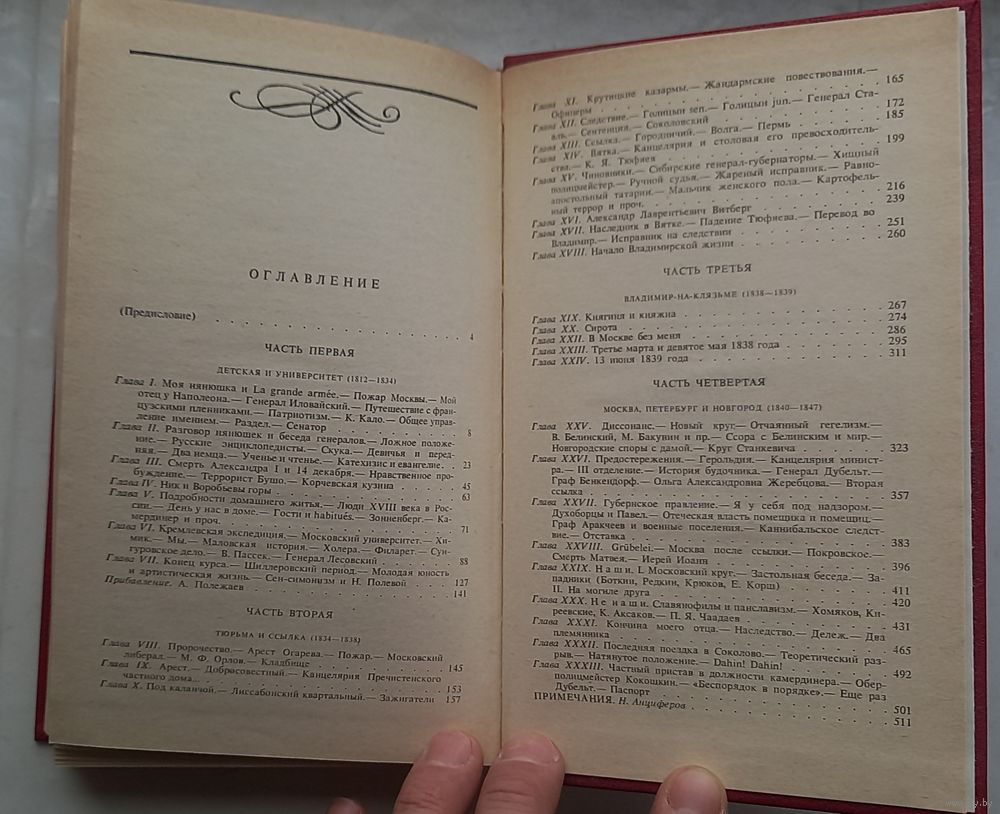 ОГЛАВЛЕНИЕ
(Предисловие) . . . . . . . . . . . . . . 4
ЧАСТЬ ПЕРВАЯ
ДЕТСКАЯ И УНИВЕРСИТЕТ (1812—1834)
Глава I. Моя нянюшка и La grande armée.— Пожар Москвы.— Мой
отец у Наполеона.— Генерал Иловайский.— Путешествие с фран-
цузскими пленниками.— Патриотизм.— К. Кало.— Общее управ-
ление имением.— Раздел.— Сенатор . . . . . . . 8
Глава II. Разговор нянюшек и беседа генералов.— Ложное положе-
ние.— Русские энциклопедисты.— Скука.— Девичья и перед-
няя.— Два немца.— Ученье и чтенье.— Катехизис и евангелие . 23
Глава III. Смерть Александра I и 14 декабря.— Нравственное про-
буждение.— Террорист Бушо.— Корчевская кузина . . . . 45
Глава IV. Ник и Воробьевы горы . . . . . . . . . 63
Глава V. Подробности домашнего житья.— Люди XVIII века в Рос-
сии.— День у нас в доме.— Гости и habitués.— Зонненберг.— Ка-
мердинер и проч. . . . . . . . . . . . 71
Глава VI. Кремлевская экспедиция.— Московский университет.— Хи-
мик.— Мы.— Маловская история.— Холера.— Филарет.— Сун-
гуровское дело.— В. Пассек.— Генерал Лесовский . . . . 88
Глава VII. Конец курса.— Шиллеровский период.— Молодая юность
и артистическая жизнь.— Сен-симонизм и Н. Полевой . . . 127
Прибавление. А. Полежаев . . . . . . . . . . 141
ЧАСТЬ ВТОРАЯ
ТЮРЬМА И ССЫЛКА (1834—1838)
Глава VIII. Пророчество.— Арест Огарева.— Пожар.— Московский
либерал.— М. Ф. Орлов.— Кладбище . . . . . . . 145
Глава IX. Арест.— Добросовестный.— Канцелярия Пречистенского
частного дома . . . . . . . . . . . . 153
Глава X. Под каланчой.— Лиссабонский квартальный.— Зажигатели 157
Глава XI. Крутицкие казармы.— Жандармские повествования.—
Офицеры . . . . . . . . . . . . . . 165
Глава XII. Следствие.— Голицын sen.— Голицын jun.— Генерал Ста-
аль.— Сентенция.— Соколовский . . . . . . . . 172
Глава XIII. Ссылка.— Городничий.— Волга.— Пермь . . . . 185
Глава XIV. Вятка.— Канцелярия и столовая его превосходитель-
ства.— К. Я. Тюфяев . . . . . . . . . . 199
Глава XV. Чиновники.— Сибирские генерал-губернаторы.— Хищный
полицмейстер.— Ручной судья.— Жареный исправник.— Равно-
апостольный татарин.— Мальчик женского пола.— Картофель-
ный террор и проч. . . . . . . . . . . . 216
Глава XVI. Александр Лаврентьевич Витберг . . . . . . 239
Глава XVII. Наследник в Вятке.— Падение Тюфяева.— Перевод во
Владимир.— Исправник на следствии . . . . . . . 251
Глава XVIII. Начало Владимирской жизни . . . . . . . 260
ЧАСТЬ ТРЕТЬЯ
ВЛАДИМИР-НА-КЛЯЗЬМЕ (1838—1839)
Глава XIX. Княгиня и княжна . . . . . . . . . 267
Глава XX. Сирота . . . . . . . . . . . . 274
Глава XXII. В Москве без меня . . . . . . . . . 286
Глава XXIII. Третье марта и девятое мая 1838 года . . . . 295
Глава XXIV. 13 июня 1839 года . . . . . . . . . 311
ЧАСТЬ ЧЕТВЕРТАЯ
МОСКВА, ПЕТЕРБУРГ И НОВГОРОД (1840—1847)
Глава XXV. Диссонанс.— Новый круг.— Отчаянный гегелизм.—
В. Белинский, М. Бакунин и пр.— Ссора с Белинским и мир.—
Новгородские споры с дамой.— Круг Станкевича . . . . 323
Глава XXVI. Предостережения.— Герольдия.— Канцелярия минист-
ра.— III отделение.— История будочника.— Генерал Дубельт.—
Граф Бенкендорф.— Ольга Александровна Жеребцова.— Вторая
ссылка . . . . . . . . . . . . . . 357
Глава XXVII. Губернское правление.— Я у себя под надзором.—
Духоборцы и Павел.— Отеческая власть помещика и помещиц.—
Граф Аракчеев и военные поселения.— Каннибальское следст-
вие.— Отставка . . . . . . . . . . . . 383
Глава XXVIII. Grübelei.— Москва после ссылки.— Покровское.—
Смерть Матвея.— Иерей Иоанн . . . . . . . . 396
Глава XXIX. Наши. I. Московский круг.— Застольная беседа.— За-
падники (Боткин, Редкин, Крюков, Е. Корш) . . . . . 411
II. На могиле друга . . . . . . . . . . . 420
Глава XXX. Не наши. Славянофилы и панславизм.— Хомяков, Ки-
реевские, К. Аксаков.— П. Я. Чаадаев . . . . . . 431
Глава XXXI. Кончина моего отца.— Наследство.— Дележ.— Два
племянника . . . . . . . . . . . . . 465
Глава XXXII. Последняя поездка в Соколово.— Теоретический раз-
рыв.— Натянутое положение.— Dahin! Dahin! . . . . . 492
Глава XXXIII. Частный пристав в должности камердинера.— Обер-
полицмейстер Кокошкин.— «Беспорядок в порядке».— Еще раз
Дубельт.— Паспорт . . . . . . . . . . . 501
ПРИМЕЧАНИЯ. Н. Анциферов . . . . . . . . . . 511